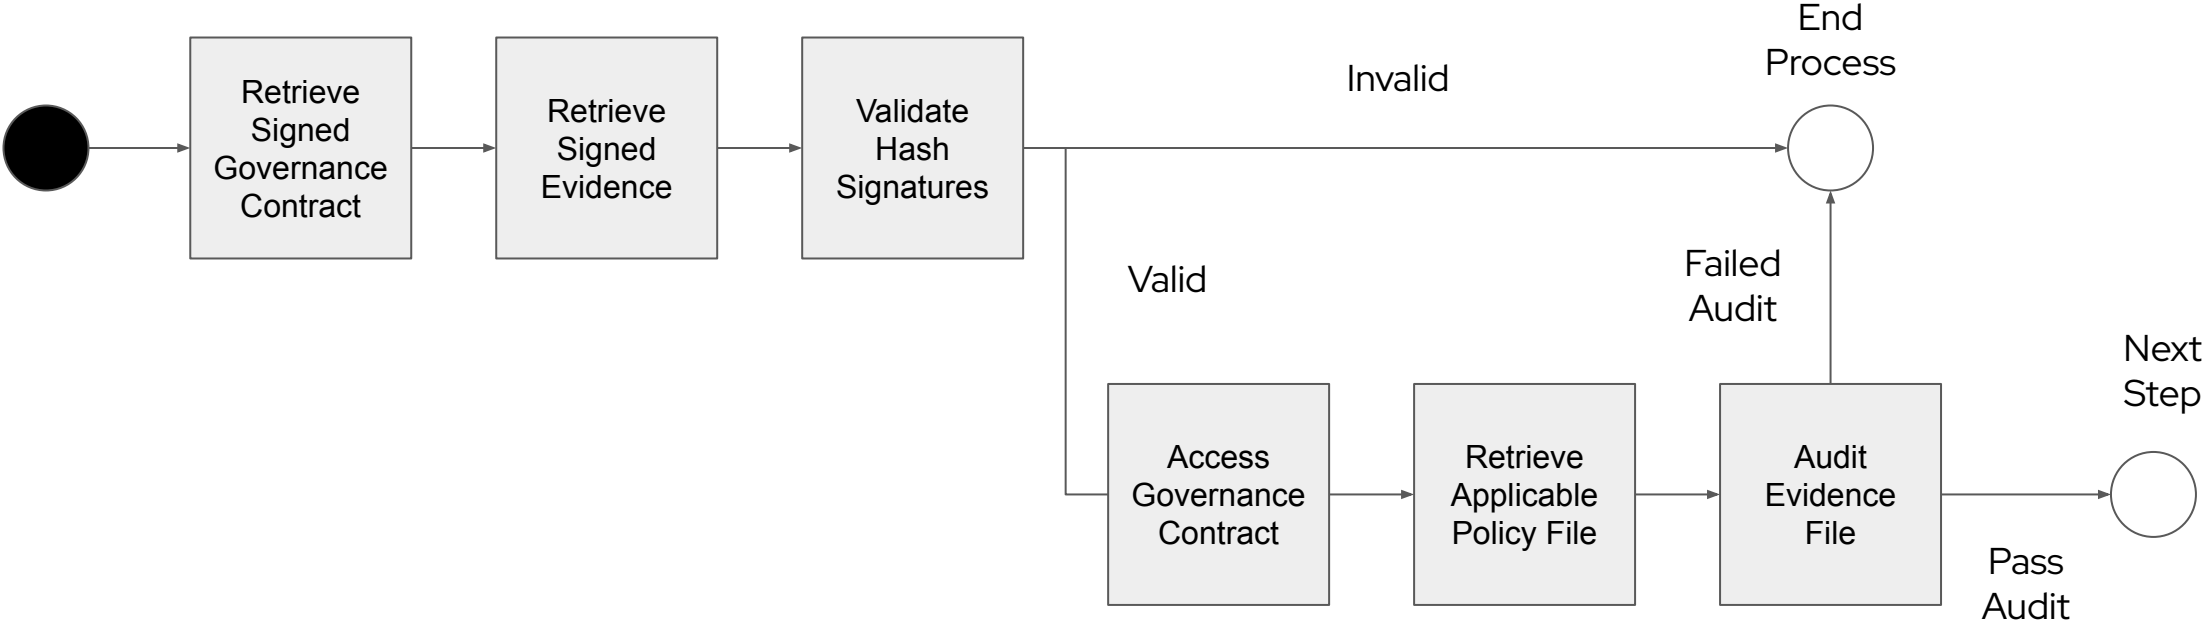 End
Process
Retrieve
Signed
Governance
Contract
Retrieve
Signed
Evidence
Validate
Hash
Signatures
Invalid
Valid
Failed
Audit
Next
Step
Access
Governance
Contract
Retrieve
Applicable
Policy File
Audit
Evidence
File
Pass
Audit